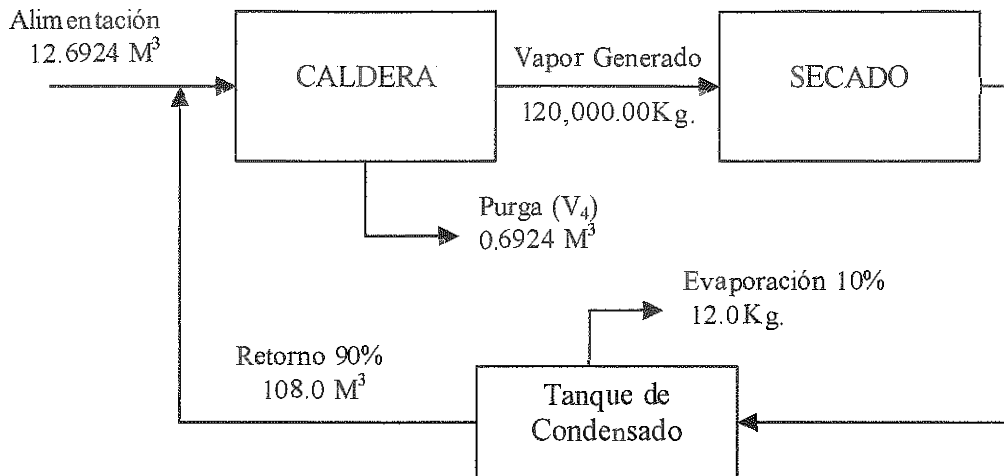 Alimentación
12.6924 M³
CALDERA
Vapor Generado
120,000.00Kg.
SECADO
Purga (V₄)
0.6924 M³
Evaporación 10%
12.0Kg.
Retorno 90%
108.0 M³
Tanque de
Condensado